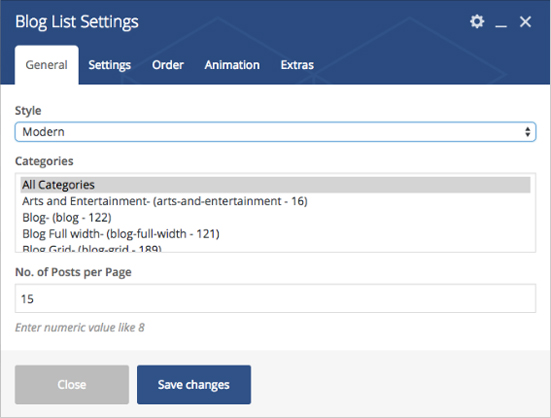 Blog List Settings
General Settings Order Animation Extras
Style
Modern
Categories
All Categories
Arts and Entertainment- (arts-and-entertainment - 16)
Blog- (blog - 122)
Blog Full width- (blog-full-width - 121)
Blog Grid- (blog-grid - 189)
No. of Posts per Page
15
Enter numeric value like 8
Close Save changes